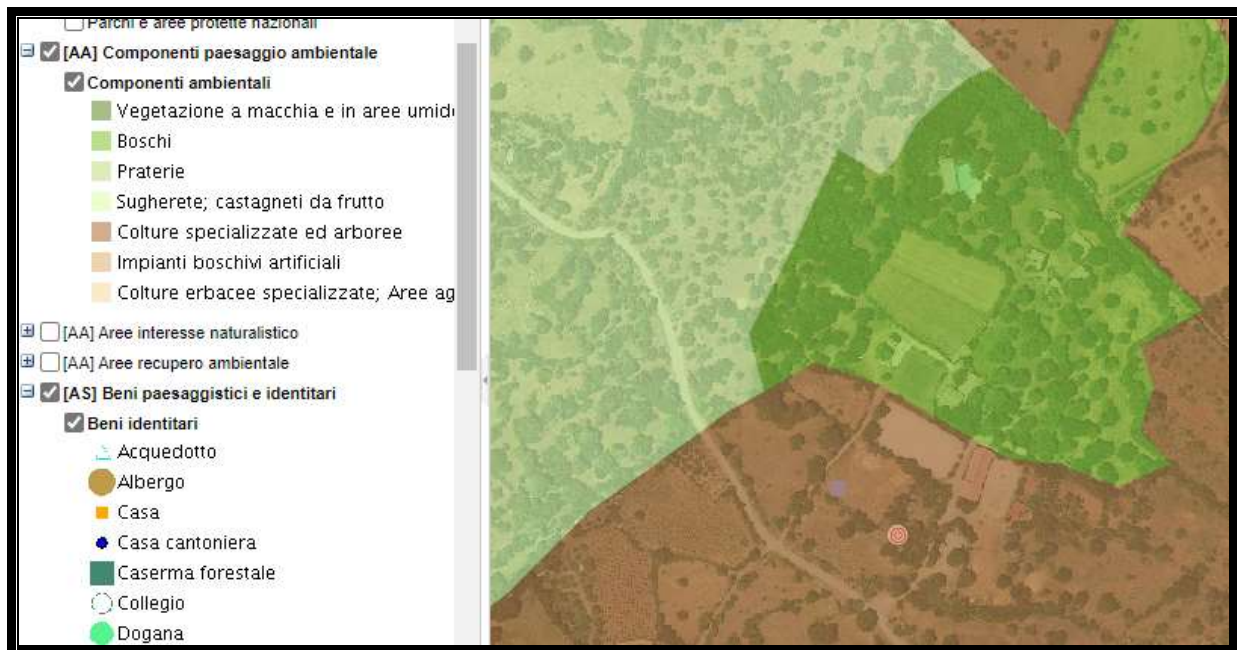 Parchi e aree protette nazionali
[AA] Componenti paesaggio ambientale
Componenti ambientali
Vegetazione a macchia e in aree umide
Boschi
Praterie
Sugherete; castagneti da frutto
Colture specializzate ed arboree
Impianti boschivi artificiali
Colture erbacee specializzate; Aree ag
[AA] Aree interesse naturalistico
[AA] Aree recupero ambientale
[AS] Beni paesaggistici e identitari
Beni identitari
Acquedotto
Albergo
Casa
Casa cantoniera
Caserma forestale
Collegio
Dogana